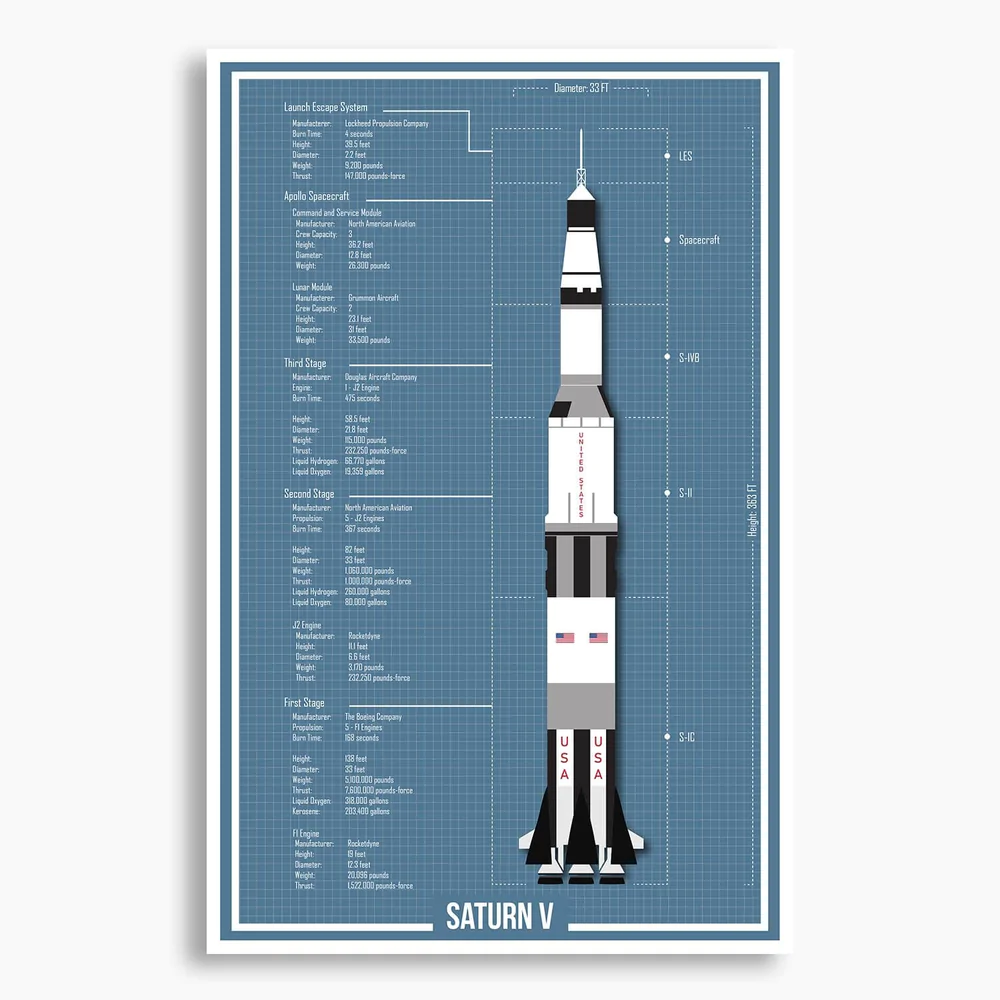 Diameter: 33 FT
Launch Escape System
Manufacturer: Lockheed Propulsion Company
Burn Time: 4 seconds
Height: 39.5 feet
Diameter: 2.2 feet
Weight: 9,200 pounds
Thrust: 147,000 pounds-force
Apollo Spacecraft
Command and Service Module
Manufacturer: North American Aviation
Crew Capacity: 3
Height: 36.2 feet
Diameter: 12.8 feet
Weight: 26,300 pounds
Lunar Module
Manufacturer: Grummon Aircraft
Crew Capacity: 2
Height: 23.1 feet
Diameter: 31 feet
Weight: 33,500 pounds
Third Stage
Manufacturer: Douglas Aircraft Company
Engine: 1 - J2 Engine
Burn Time: 475 seconds
Height: 58.5 feet
Diameter: 21.8 feet
Weight: 115,000 pounds
Thrust: 232,250 pounds-force
Liquid Hydrogen: 66,770 gallons
Liquid Oxygen: 19,359 gallons
Second Stage
Manufacturer: North American Aviation
Propulsion: 5 - J2 Engines
Burn Time: 367 seconds
Height: 82 feet
Diameter: 33 feet
Weight: 1,060,000 pounds
Thrust: 1,000,000 pounds-force
Liquid Hydrogen: 260,000 gallons
Liquid Oxygen: 80,000 gallons
J2 Engine
Manufacturer: Rocketdyne
Height: 11.1 feet
Diameter: 6.6 feet
Weight: 3,170 pounds
Thrust: 232,250 pounds-force
First Stage
Manufacturer: The Boeing Company
Propulsion: 5 - F1 Engines
Burn Time: 168 seconds
Height: 138 feet
Diameter: 33 feet
Weight: 5,100,000 pounds
Thrust: 7,600,000 pounds-force
Liquid Oxygen: 318,000 gallons
Kerosene: 203,400 gallons
F1 Engine
Manufacturer: Rocketdyne
Height: 19 feet
Diameter: 12.3 feet
Weight: 20,096 pounds
Thrust: 1,522,000 pounds-force
LES
Spacecraft
S-IVB
S-II
S-IC
Height: 363 FT
UNITED STATES
USA
USA
SATURN V